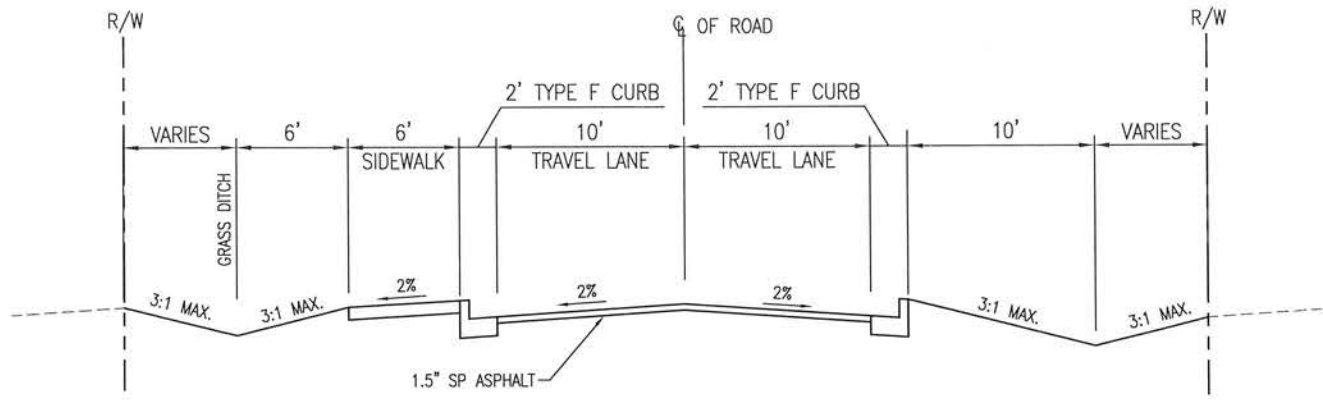 R/W
℄ OF ROAD
R/W
2' TYPE F CURB
2' TYPE F CURB
VARIES
6'
6'
SIDEWALK
10'
TRAVEL LANE
10'
TRAVEL LANE
10'
VARIES
GRASS DITCH
3:1 MAX.
3:1 MAX.
2%
2%
2%
3:1 MAX.
3:1 MAX.
1.5" SP ASPHALT